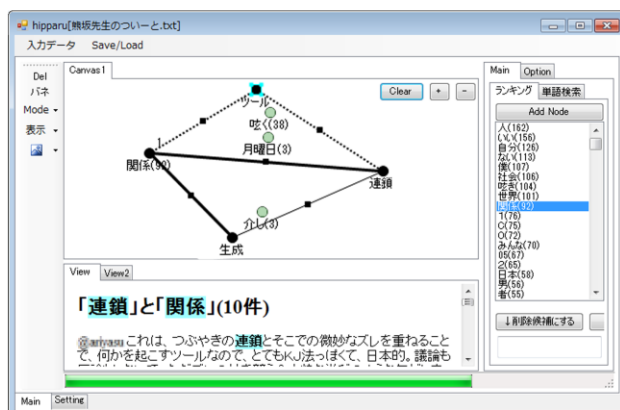 hipparu[熊坂先生のついーと.txt]
入力データ Save/Load
Del
バネ
Mode
表示
Canvas1
Clear + -
ツール
呟く(38)
月曜日(3)
1
関係(92)
連鎖
介し(3)
生成
View View2
「連鎖」と「関係」(10件)
@ariyasu これは、つぶやきの連鎖とそこでの微妙なズレを重ねること
で、何かを起こすツールなので、とてもKJ法っぽくて、日本的。議論も
Main Option
ランキング 単語検索
Add Node
人(162)
いい(156)
自分(126)
ない(113)
僕(107)
社会(106)
呟き(104)
世界(101)
関係(92)
1(76)
C(75)
O(72)
みんな(70)
05(67)
2(65)
日本(58)
男(56)
者(55)
↓削除候補にする
Main Setting